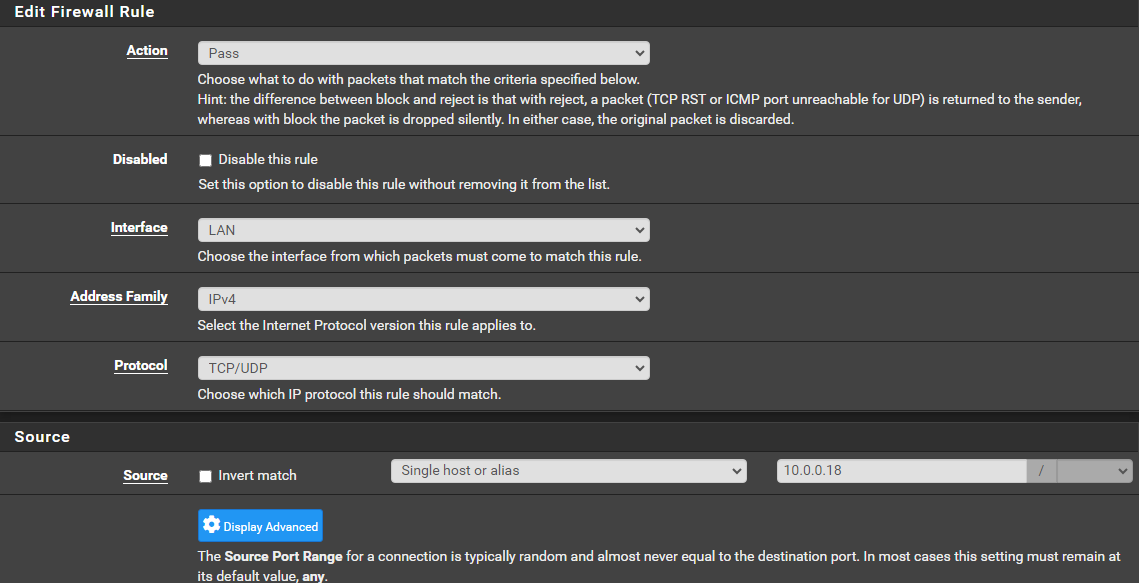 Edit Firewall Rule
Action
Pass
Choose what to do with packets that match the criteria specified below.
Hint: the difference between block and reject is that with reject, a packet (TCP RST or ICMP port unreachable for UDP) is returned to the sender,
whereas with block the packet is dropped silently. In either case, the original packet is discarded.
Disabled
Disable this rule
Set this option to disable this rule without removing it from the list.
Interface
LAN
Choose the interface from which packets must come to match this rule.
Address Family
IPv4
Select the Internet Protocol version this rule applies to.
Protocol
TCP/UDP
Choose which IP protocol this rule should match.
Source
Source
Invert match
Single host or alias
10.0.0.18
/
Display Advanced
The Source Port Range for a connection is typically random and almost never equal to the destination port. In most cases this setting must remain at
its default value, any.